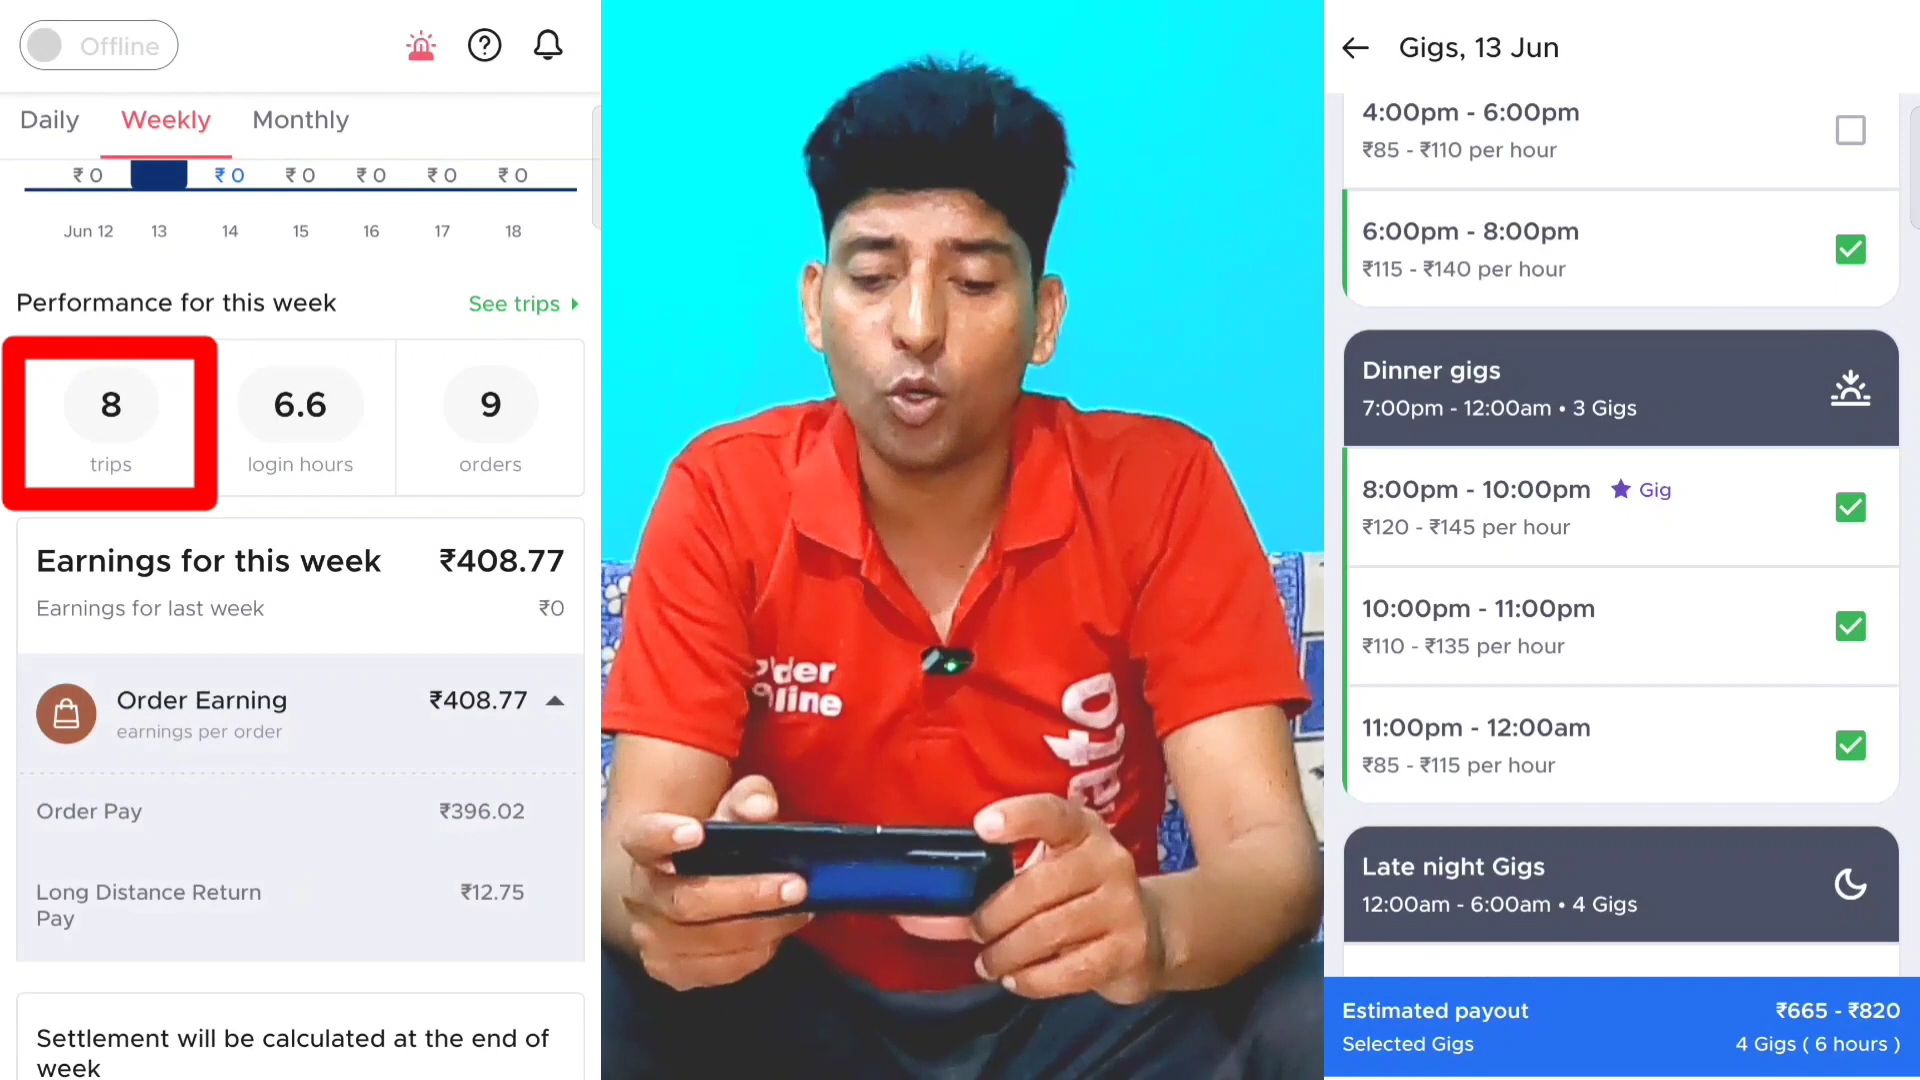 Offline
Daily Weekly Monthly
₹ 0 ₹ 0 ₹ 0 ₹ 0 ₹ 0 ₹ 0
Jun 12 13 14 15 16 17 18
Performance for this week See trips
8 6.6 9
trips login hours orders
Earnings for this week ₹408.77
Earnings for last week ₹0
Order Earning ₹408.77
earnings per order
Order Pay ₹396.02
Long Distance Return ₹12.75
Pay
Settlement will be calculated at the end of
week
Gigs, 13 Jun
4:00pm - 6:00pm
₹85 - ₹110 per hour
6:00pm - 8:00pm
₹115 - ₹140 per hour
Dinner gigs
7:00pm - 12:00am • 3 Gigs
8:00pm - 10:00pm Gig
₹120 - ₹145 per hour
10:00pm - 11:00pm
₹110 - ₹135 per hour
11:00pm - 12:00am
₹85 - ₹115 per hour
Late night Gigs
12:00am - 6:00am • 4 Gigs
Estimated payout ₹665 - ₹820
Selected Gigs 4 Gigs ( 6 hours )